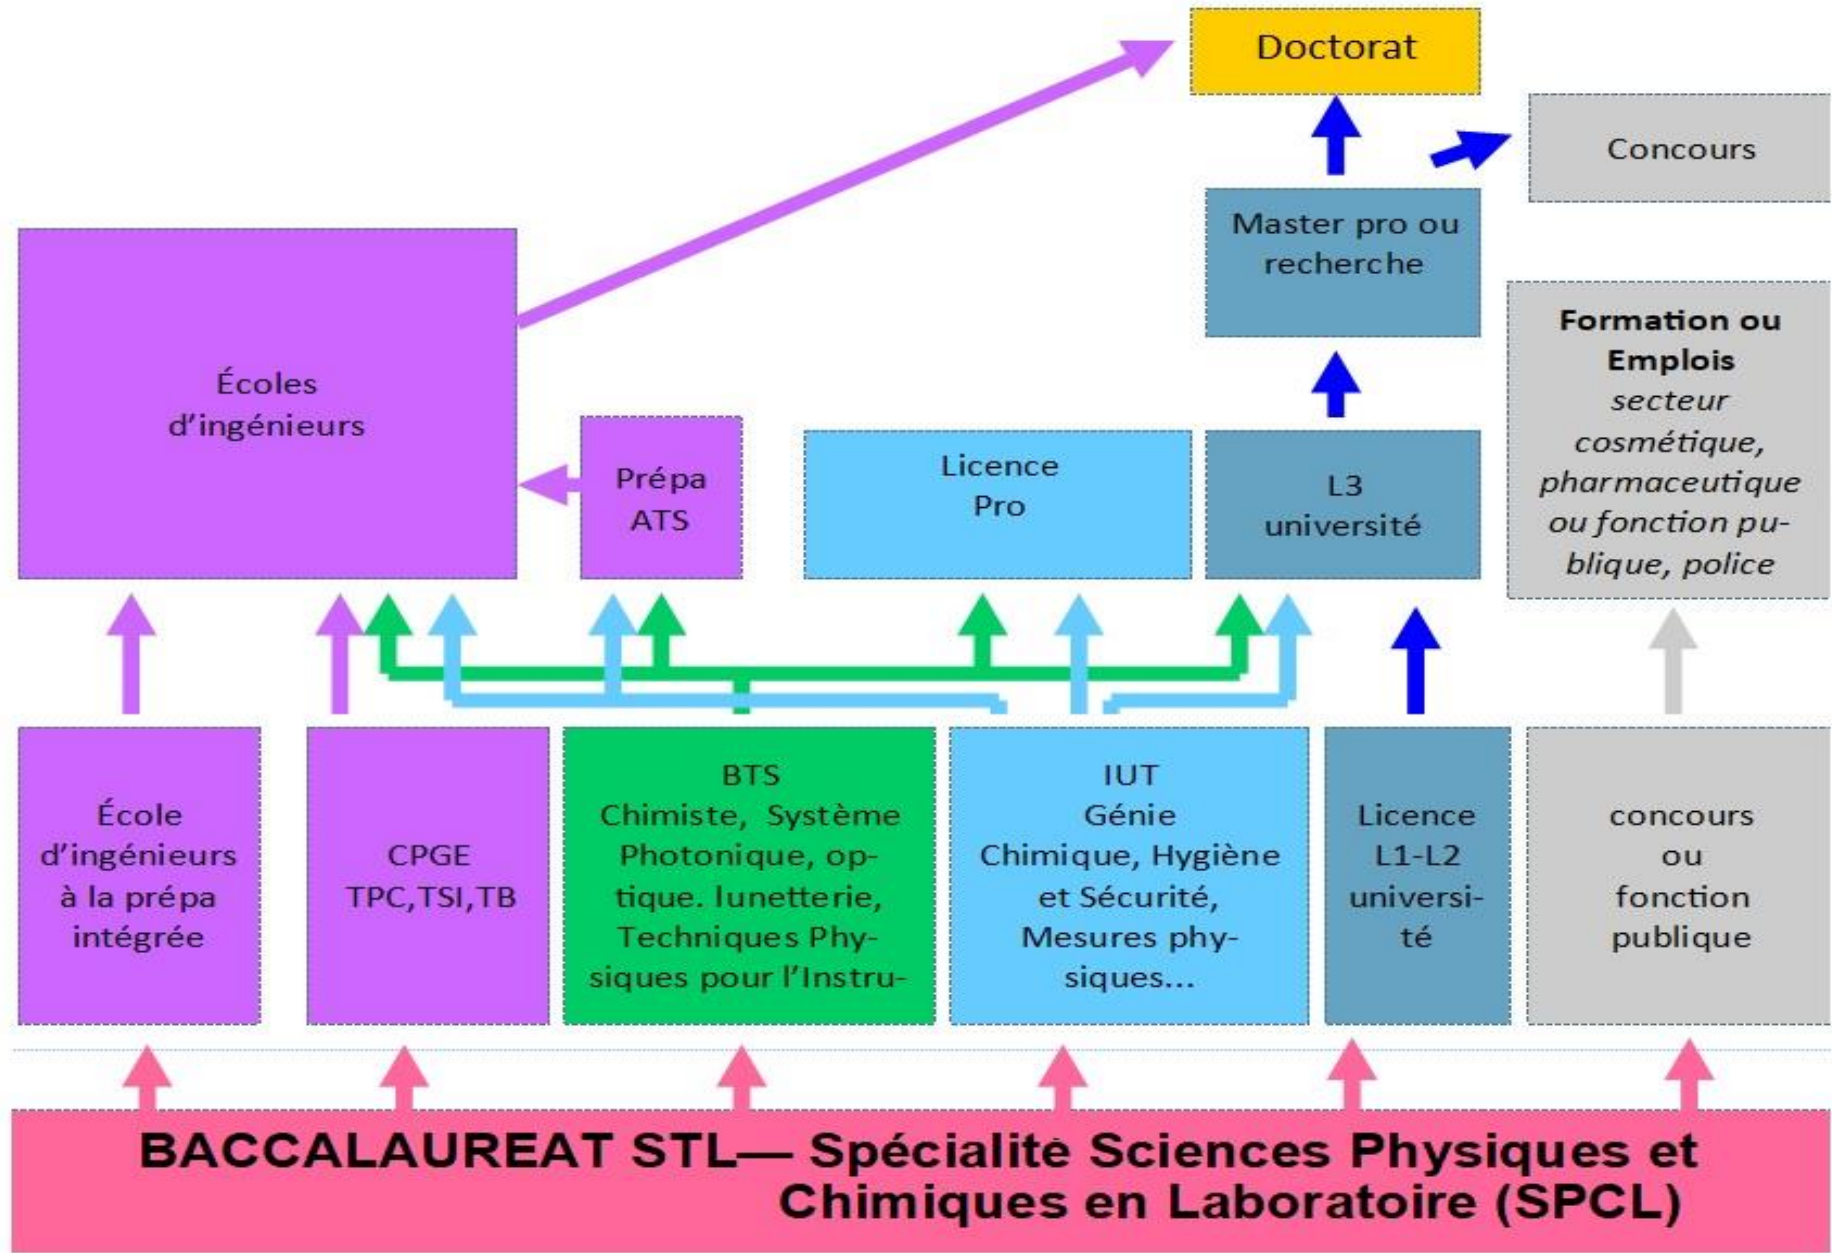 Doctorat
Concours
Master pro ou
recherche
Écoles
d’ingénieurs
Prépa
ATS
Licence
Pro
L3
université
Formation ou
Emplois
secteur
cosmétique,
pharmaceutique
ou fonction pu-
blique, police
École
d’ingénieurs
à la prépa
intégrée
CPGE
TPC,TSI,TB
BTS
Chimiste, Système
Photonique, op-
tique. lunetterie,
Techniques Phy-
siques pour l’Instru-
IUT
Génie
Chimique, Hygiène
et Sécurité,
Mesures phy-
siques...
Licence
L1-L2
universi-
té
concours
ou
fonction
publique
BACCALAUREAT STL— Spécialité Sciences Physiques et
Chimiques en Laboratoire (SPCL)